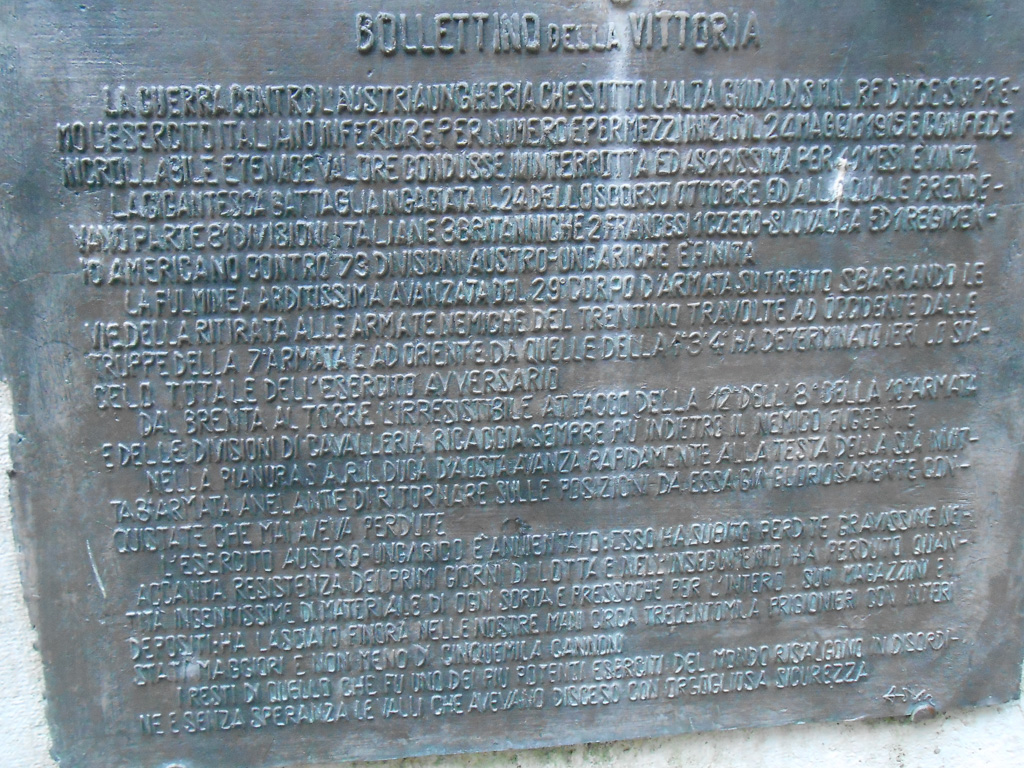 BOLLETTINO DELLA VITTORIA
LA GUERRA CONTRO L'AUSTRIA UNGHERIA CHE SOTTO L'ALTA GUIDA DI S.M. IL RE DUCE SUPRE-
MO L'ESERCITO ITALIANO INFERIORE PER NUMERO E PER MEZZI INIZIÒ IL 24 MAGGIO 1915 E CON FEDE
INCROLLABILE E TENACE VALORE CONDUSSE ININTERROTTA ED ASPRISSIMA PER 41 MESI È VINTA
LA GIGANTESCA BATTAGLIA INGAGIATA IL 24 DELLO SCORSO OTTOBRE ED ALLA QUALE PRENDE-
VANO PARTE 51 DIVISIONI ITALIANE 3 BRITANNICHE 2 FRANCESI 1 CZECO-SLOVACCA ED 1 REGIMEN-
TO AMERICANO CONTRO 73 DIVISIONI AUSTRO-UNGARICHE È FINITA
LA FULMINEA ARDITISSIMA AVANZATA DEL 29° CORPO D'ARMATA SU TRENTO SBARRANDO LE
VIE DELLA RITIRATA ALLE ARMATE NEMICHE DEL TRENTINO TRAVOLTE AD OCCIDENTE DALLE
TRUPPE DELLA 7ª ARMATA E AD ORIENTE DA QUELLE DELLA 1ª 3ª 4ª HA DETERMINATO IERI LO SFA-
CELO TOTALE DELL'ESERCITO AVVERSARIO
DAL BRENTA AL TORRE L'IRRESISTIBILE ATTACCO DELLA 12ª DELL'8ª DELLA 10ª ARMATA
E DELLE DIVISIONI DI CAVALLERIA RICACCIA SEMPRE PIÙ INDIETRO IL NEMICO FUGGENTE
NELLA PIANURA S.A.R. IL DUCA D'AOSTA AVANZA RAPIDAMENTE ALLA TESTA DELLA SUA INVIT-
TA 3ª ARMATA ANELANTE DI RITORNARE SULLE POSIZIONI DA ESSA GIÀ GLORIOSAMENTE CON-
QUISTATE CHE MAI AVEVA PERDUTE
L'ESERCITO AUSTRO-UNGARICO È ANNIENTATO: ESSO HA SUBITO PERDITE GRAVISSIME NEL-
ACCANITA RESISTENZA DEI PRIMI GIORNI DI LOTTA E NELL'INSEGUIMENTO HA PERDUTO QUAN-
TITÀ INGENTISSIME DI MATERIALE DI OGNI SORTA E PRESSOCHÈ PER L'INTERO SUOI MAGAZZINI E I
DEPOSITI. HA LASCIATO FINORA NELLE NOSTRE MANI CIRCA TRECENTOMILA PRIGIONIERI CON INTERI
STATI MAGGIORI E NON MENO DI CINQUEMILA CANNONI
I RESTI DI QUELLO CHE FU UNO DEI PIÙ POTENTI ESERCITI DEL MONDO RISALGONO IN DISORDI-
NE E SENZA SPERANZA LE VALLI CHE AVEVANO DISCESO CON ORGOGLIOSA SICUREZZA